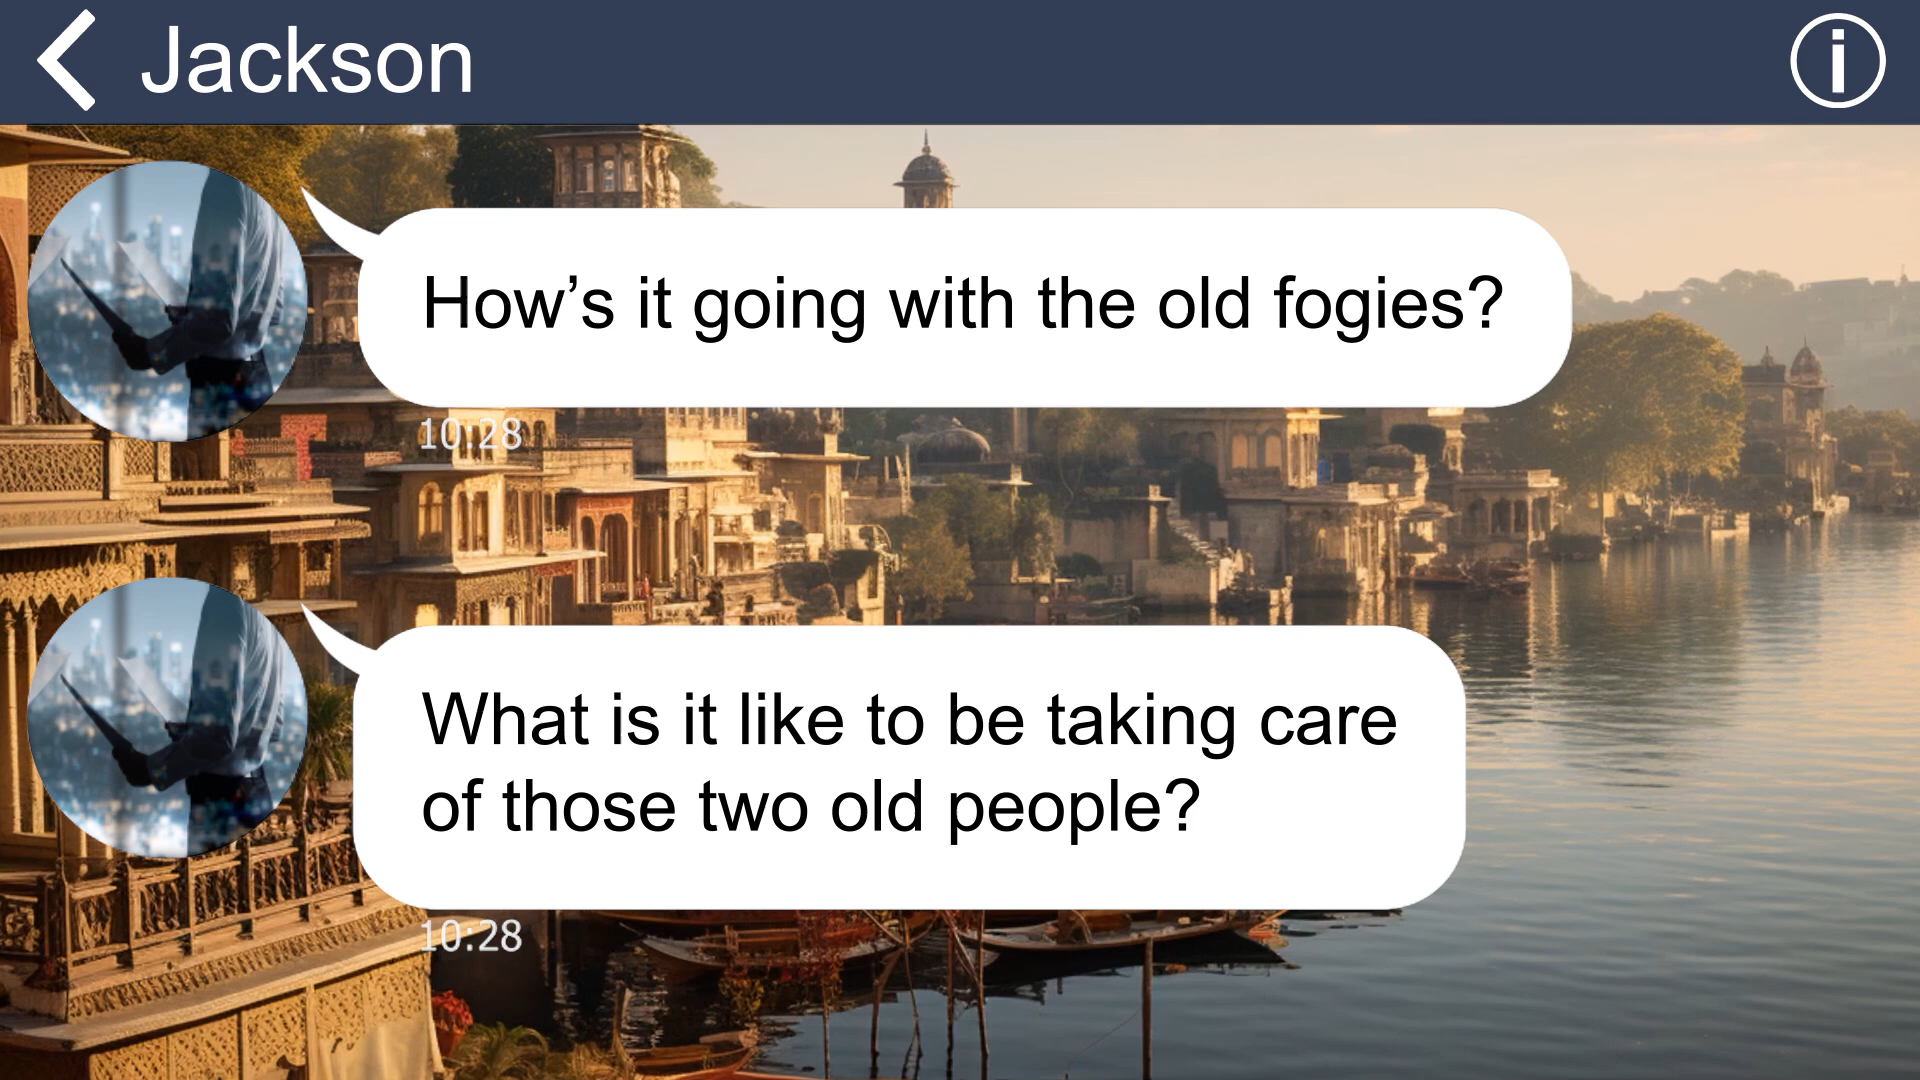 Jackson
How’s it going with the old fogies?
10:28
What is it like to be taking care
of those two old people?
10:28